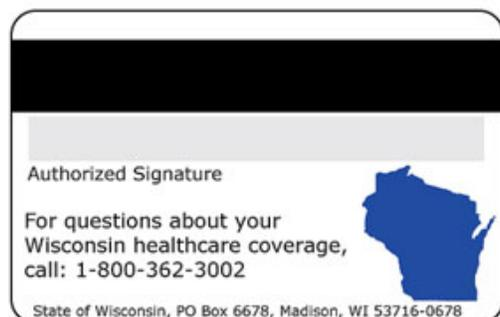 Authorized Signature
For questions about your
Wisconsin healthcare coverage,
call: 1-800-362-3002
State of Wisconsin, PO Box 6678, Madison, WI 53716-0678